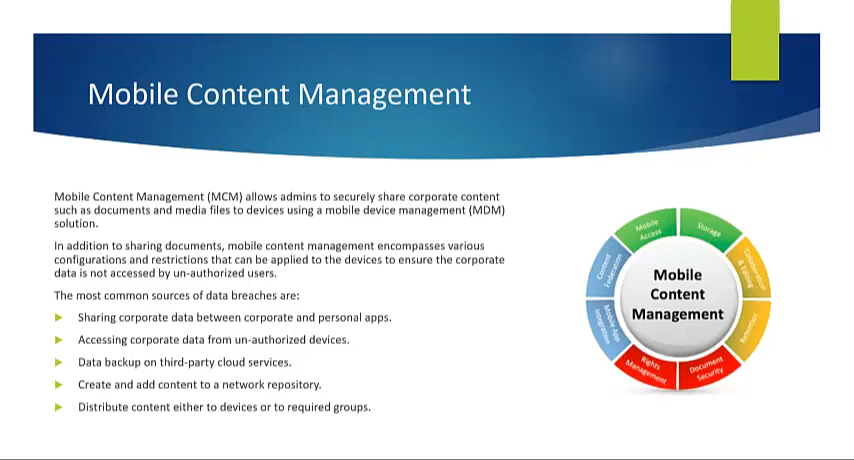 Mobile Content Management
Mobile Content Management (MCM) allows admins to securely share corporate content
such as documents and media files to devices using a mobile device management (MDM)
solution.
In addition to sharing documents, mobile content management encompasses various
configurations and restrictions that can be applied to the devices to ensure the corporate
data is not accessed by un-authorized users.
The most common sources of data breaches are:
Sharing corporate data between corporate and personal apps.
Accessing corporate data from un-authorized devices.
Data backup on third-party cloud services.
Create and add content to a network repository.
Distribute content either to devices or to required groups.
Mobile
Content
Management
Mobile
Access
Storage
Collaboration
& Editing
Retention
Document
Security
Rights
Management
Mobile App
Integration
Content
Federation